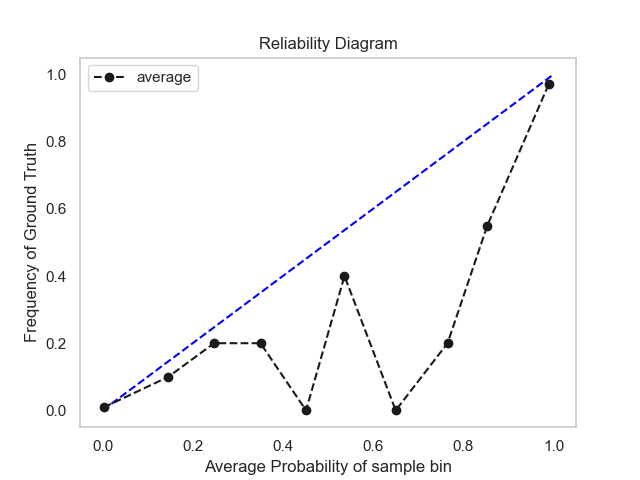 Reliability Diagram
average
1.0
0.8
0.6
0.4
0.2
0.0
Frequency of Ground Truth
0.0 0.2 0.4 0.6 0.8 1.0
Average Probability of sample bin